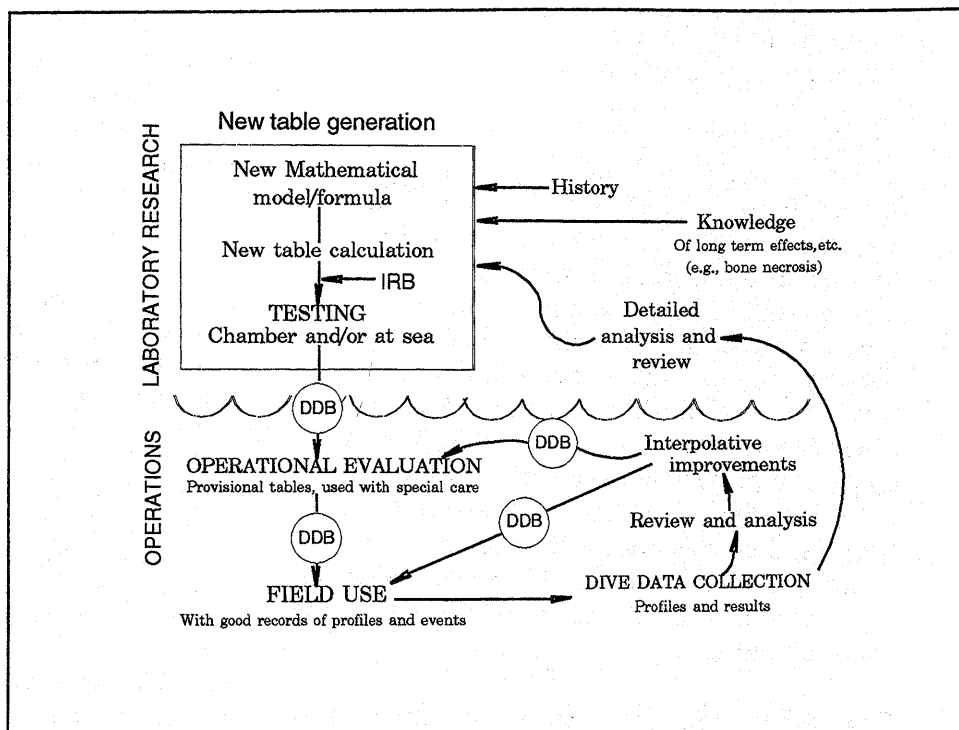 New table generation
LABORATORY RESEARCH
New Mathematical
model/formula
New table calculation
IRB
TESTING
Chamber and/or at sea
History
Knowledge
Of long term effects, etc.
(e.g., bone necrosis)
Detailed
analysis and
review
DDB
OPERATIONS
OPERATIONAL EVALUATION
Provisional tables, used with special care
DDB
Interpolative
improvements
DDB
DDB
Review and analysis
FIELD USE
With good records of profiles and events
DIVE DATA COLLECTION
Profiles and results